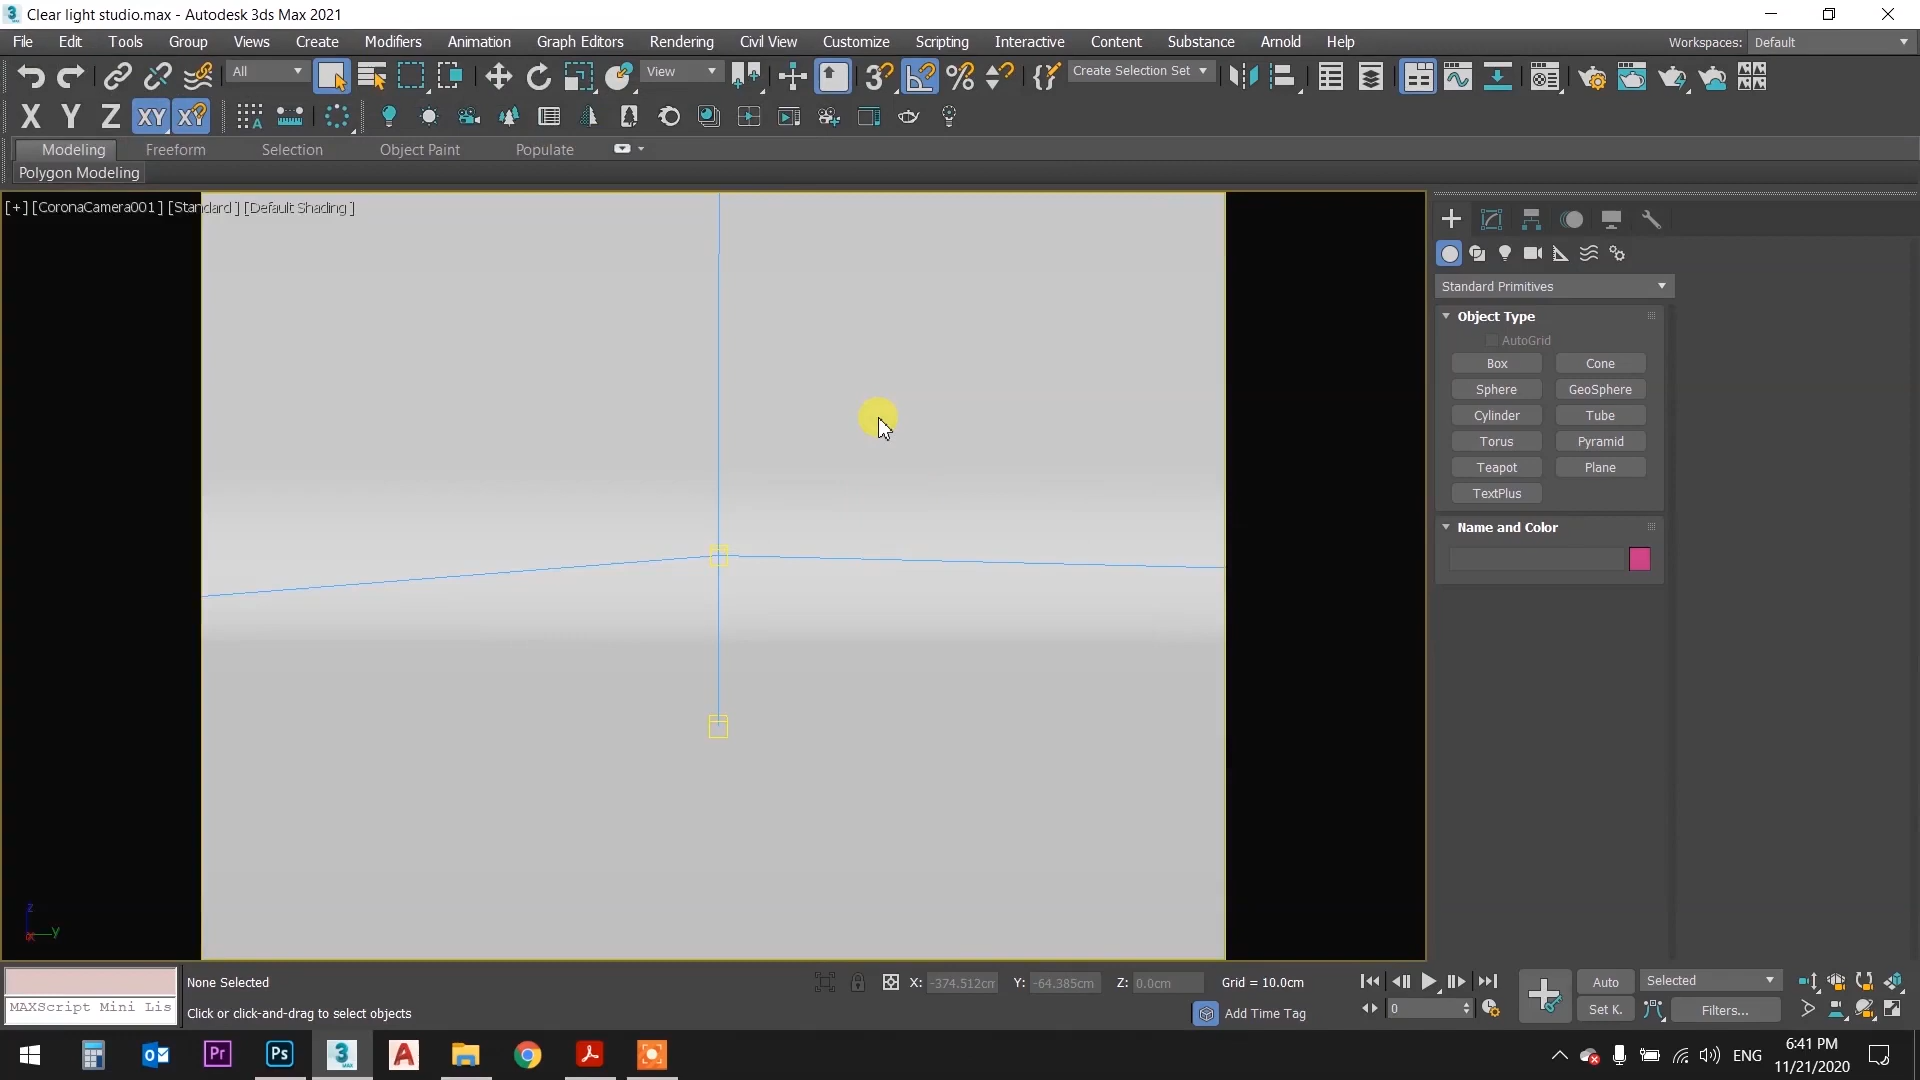 Clear light studio.max - Autodesk 3ds Max 2021
File Edit Tools Group Views Create Modifiers Animation Graph Editors Rendering Civil View Customize Scripting Interactive Content Substance Arnold Help Workspaces: Default
All View Create Selection Set
X Y Z XY
Modeling Freeform Selection Object Paint Populate
Polygon Modeling
[+] [CoronaCamera001] [Standard] [Default Shading]
Standard Primitives
Object Type
AutoGrid
Box Cone
Sphere GeoSphere
Cylinder Tube
Torus Pyramid
Teapot Plane
TextPlus
Name and Color
z
y
x
None Selected X: -374.512cm Y: -64.385cm Z: 0.0cm Grid = 10.0cm Auto Selected
MAXScript Mini Lis Click or click-and-drag to select objects Add Time Tag 0 Set K. Filters...
ENG 6:41 PM
11/21/2020